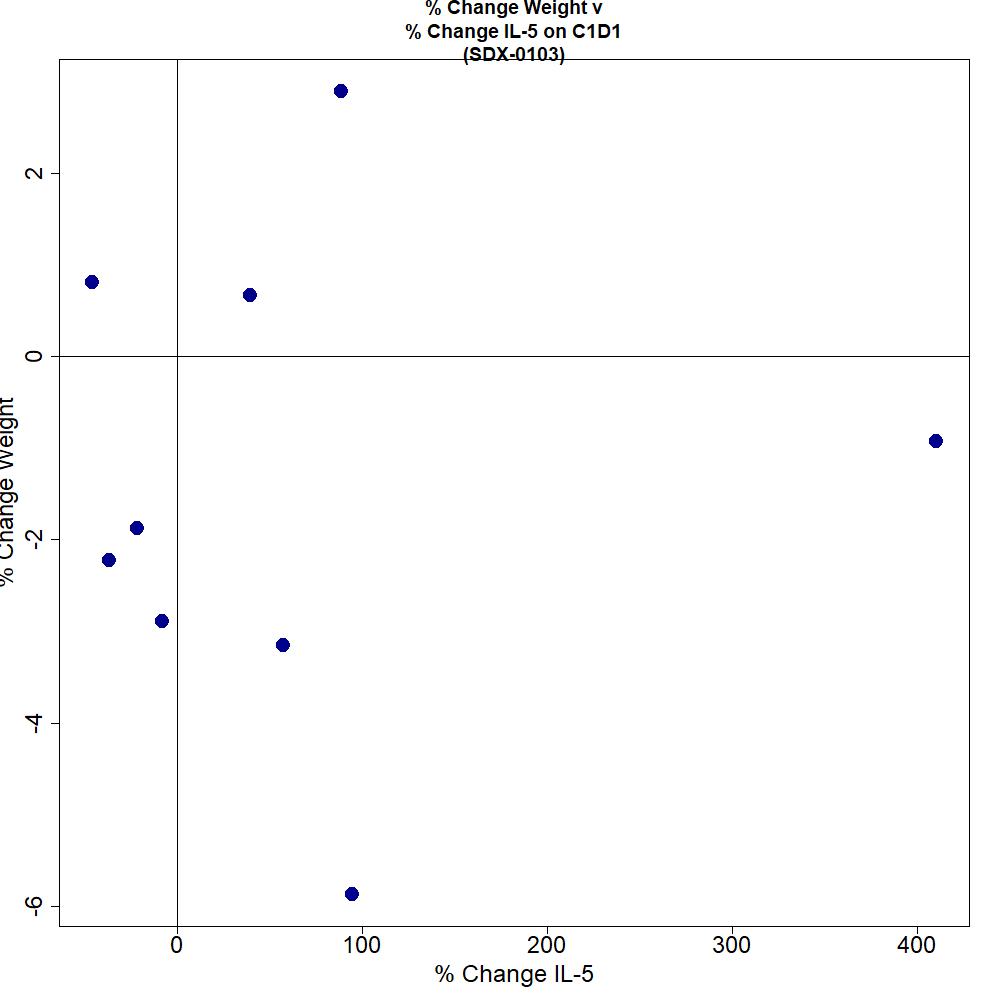 % Change Weight v
% Change IL-5 on C1D1
(SDX-0103)
2
0
-2
-4
-6
% Change Weight
0
100
200
300
400
% Change IL-5